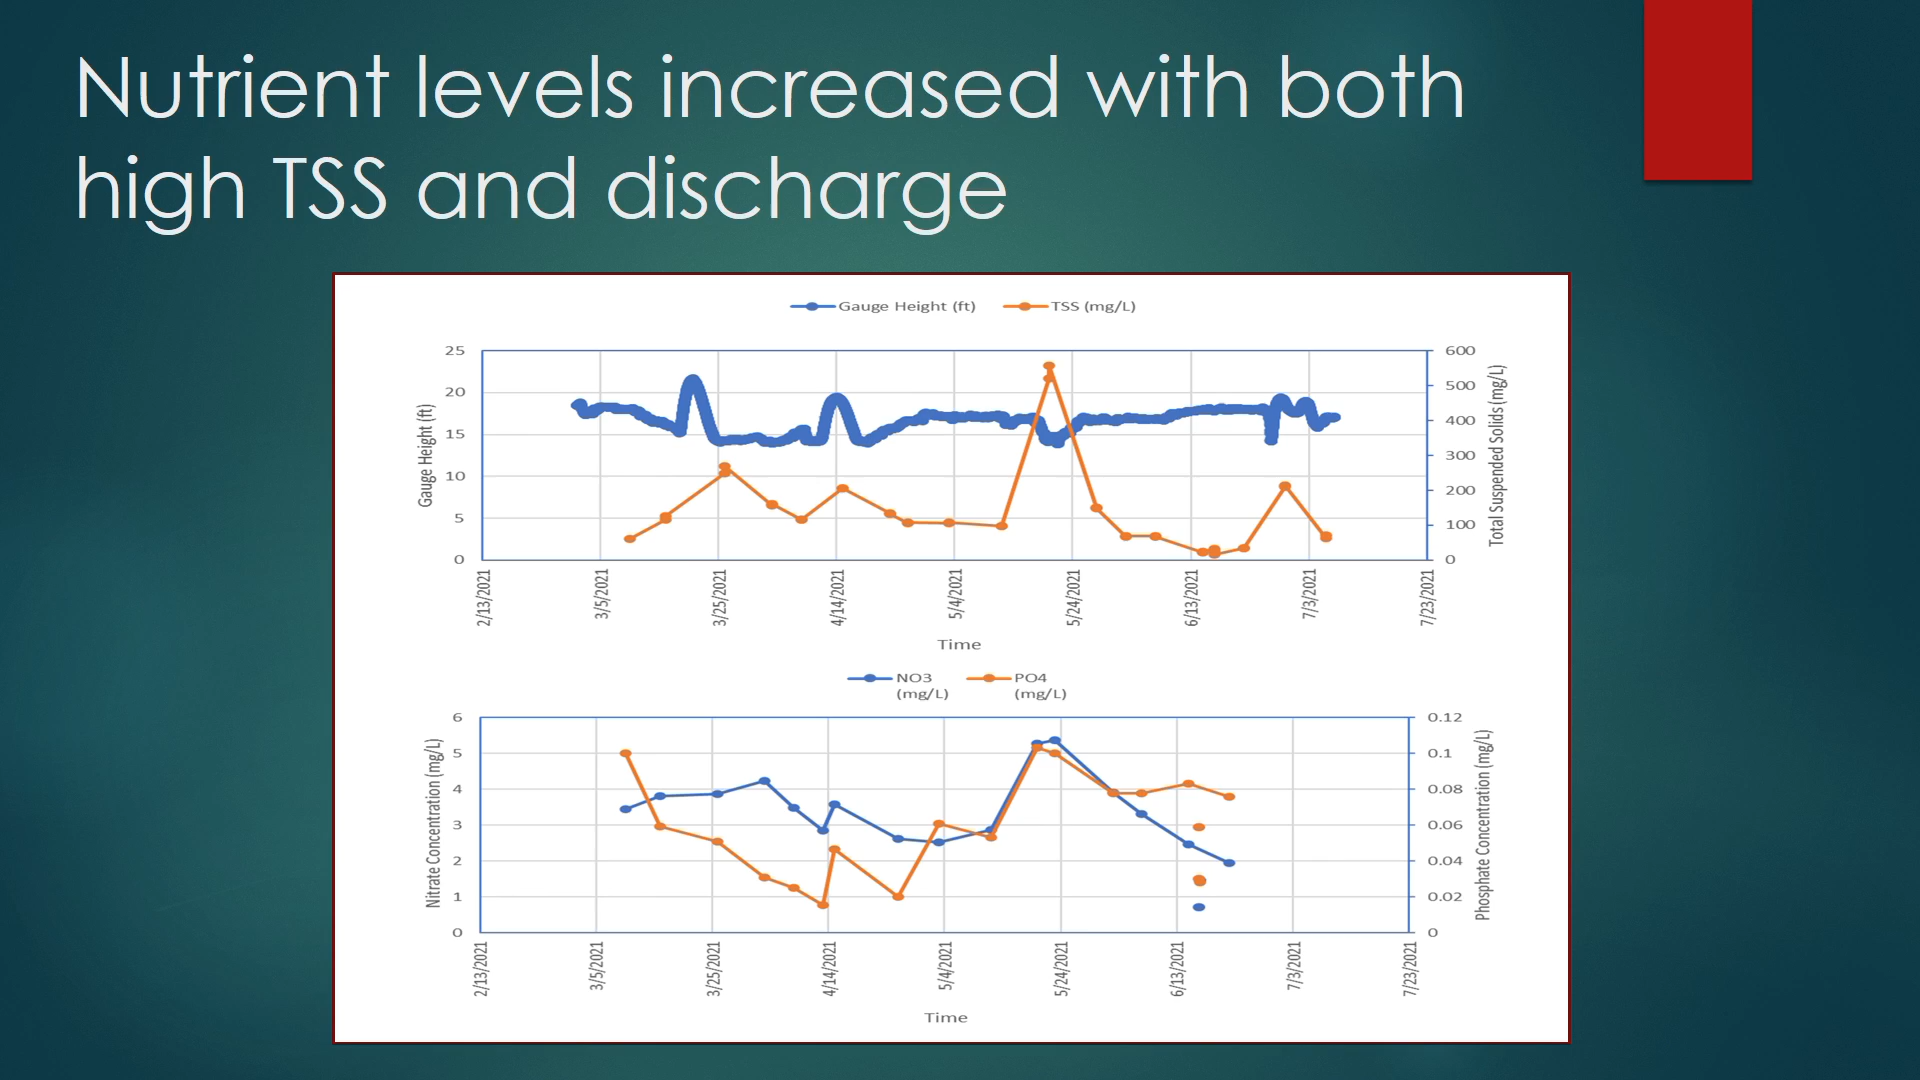 Nutrient levels increased with both
high TSS and discharge
Gauge Height (ft) TSS (mg/L)
Gauge Height (ft)
25
20
15
10
5
0
600
500
400
300
200
100
0
Total Suspended Solids (mg/L)
2/13/2021 3/5/2021 3/25/2021 4/14/2021 5/4/2021 5/24/2021 6/13/2021 7/3/2021 7/23/2021
Time
NO3 PO4
(mg/L) (mg/L)
Nitrate Concentration (mg/L)
6
5
4
3
2
1
0
0.12
0.1
0.08
0.06
0.04
0.02
0
Phosphate Concentration (mg/L)
2/13/2021 3/5/2021 3/25/2021 4/14/2021 5/4/2021 5/24/2021 6/13/2021 7/3/2021 7/23/2021
Time